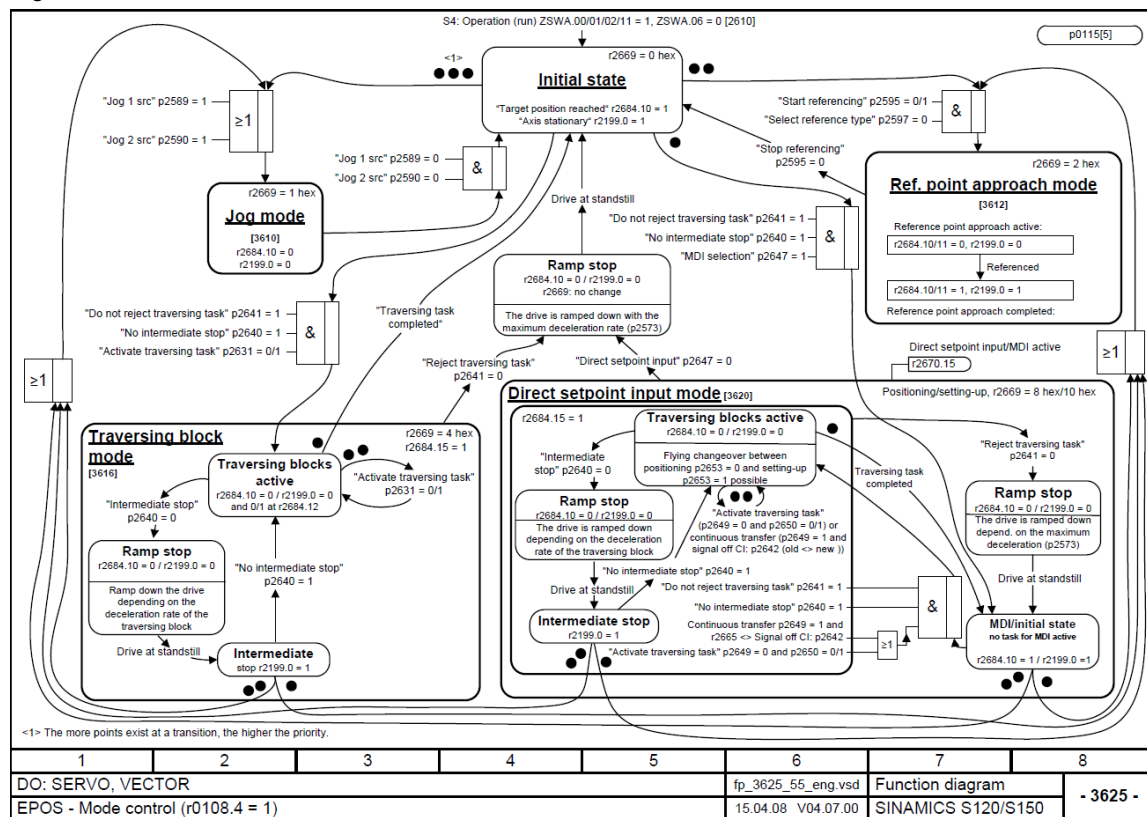 S4: Operation (run) ZSWA.00/01/02/11 = 1, ZSWA.06 = 0 [2610]
p0115[5]
<1>
r2669 = 0 hex
Initial state
"Target position reached" r2684.10 = 1
"Axis stationary" r2199.0 = 1
"Jog 1 src" p2589 = 1
≥1
"Jog 2 src" p2590 = 1
"Start referencing" p2595 = 0/1
"Select reference type" p2597 = 0
&
"Stop referencing"
p2595 = 0
"Jog 1 src" p2589 = 0
"Jog 2 src" p2590 = 0
&
r2669 = 1 hex
Jog mode
[3610]
r2684.10 = 0
r2199.0 = 0
r2669 = 2 hex
Ref. point approach mode
[3612]
Reference point approach active:
r2684.10/11 = 0, r2199.0 = 0
Referenced
r2684.10/11 = 1, r2199.0 = 1
Reference point approach completed:
Drive at standstill
"Do not reject traversing task" p2641 = 1
"No intermediate stop" p2640 = 1
"MDI selection" p2647 = 1
&
Ramp stop
r2684.10 = 0 / r2199.0 = 0
r2669: no change
The drive is ramped down with the
maximum deceleration rate (p2573)
"Do not reject traversing task" p2641 = 1
"No intermediate stop" p2640 = 1
"Activate traversing task" p2631 = 0/1
&
"Traversing task
completed"
"Reject traversing task"
p2641 = 0
"Direct setpoint input" p2647 = 0
Direct setpoint input/MDI active
r2670.15
≥1
≥1
Direct setpoint input mode [3620]
Positioning/setting-up, r2669 = 8 hex/10 hex
Traversing block
mode
[3616]
r2669 = 4 hex
r2684.15 = 1
Traversing blocks
active
r2684.10 = 0 / r2199.0 = 0
and 0/1 at r2684.12
"Activate traversing task"
p2631 = 0/1
"Intermediate stop"
p2640 = 0
Ramp stop
r2684.10 = 0 / r2199.0 = 0
Ramp down the drive
depending on the
deceleration rate of the
traversing block
"No intermediate stop"
p2640 = 1
Drive at standstill
Intermediate
stop r2199.0 = 1
r2684.15 = 1
Traversing blocks active
r2684.10 = 0 / r2199.0 = 0
Flying changeover between
positioning p2653 = 0 and setting-up
p2653 = 1 possible
"Intermediate
stop" p2640 = 0
Ramp stop
r2684.10 = 0 / r2199.0 = 0
The drive is ramped down
depending on the deceleration
rate of the traversing block
"Activate traversing task"
(p2649 = 0 and p2650 = 0/1) or
continuous transfer (p2649 = 1 and
signal off CI: p2642 (old <> new ))
"No intermediate stop" p2640 = 1
Drive at standstill
Intermediate stop
r2199.0 = 1
"Reject traversing task"
p2641 = 0
Traversing task
completed
Ramp stop
r2684.10 = 0 / r2199.0 = 0
The drive is ramped down
depend. on the maximum
deceleration (p2573)
Drive at standstill
"Do not reject traversing task" p2641 = 1
"No intermediate stop" p2640 = 1
Continuous transfer p2649 = 1 and
r2665 <> Signal off CI: p2642
"Activate traversing task" p2649 = 0 and p2650 = 0/1
≥1
&
MDI/initial state
no task for MDI active
r2684.10 = 1 / r2199.0 =1
<1> The more points exist at a transition, the higher the priority.
1 2 3 4 5 6 7 8
DO: SERVO, VECTOR
fp_3625_55_eng.vsd
Function diagram
- 3625 -
EPOS - Mode control (r0108.4 = 1)
15.04.08 V04.07.00
SINAMICS S120/S150